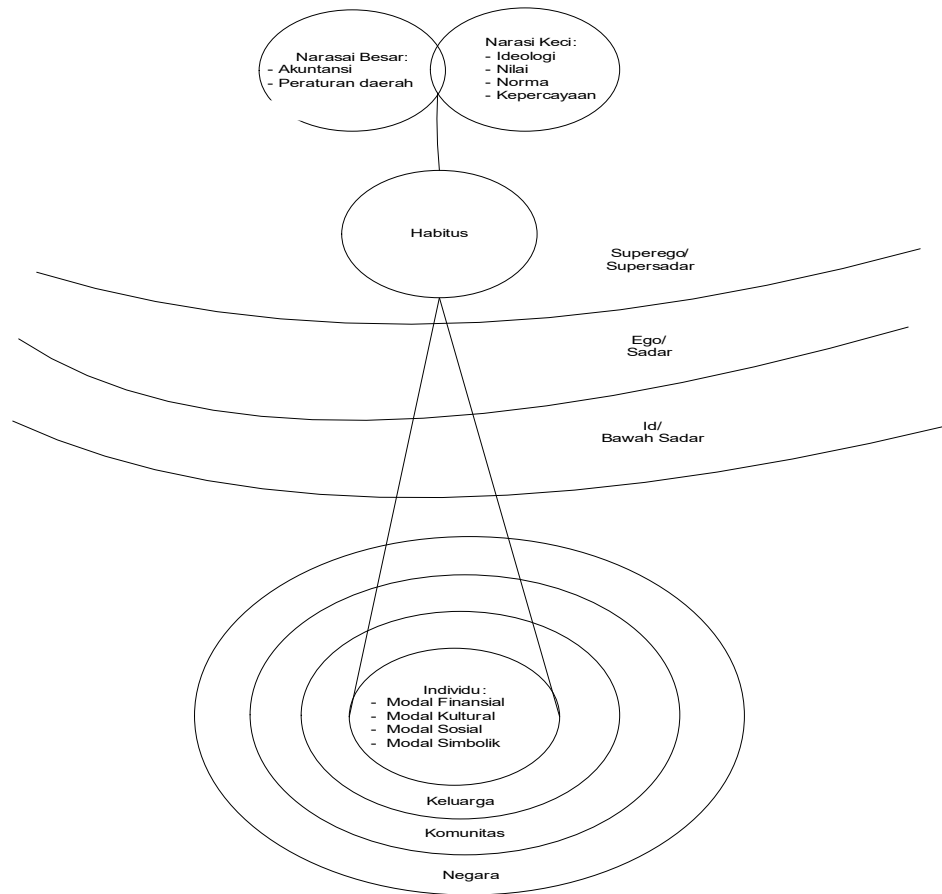 Narasai Besar:
- Akuntansi
- Peraturan daerah
Narasi Keci:
- Ideologi
- Nilai
- Norma
- Kepercayaan
Habitus
Superego/
Supersadar
Ego/
Sadar
Id/
Bawah Sadar
Individu:
- Modal Finansial
- Modal Kultural
- Modal Sosial
- Modal Simbolik
Keluarga
Komunitas
Negara